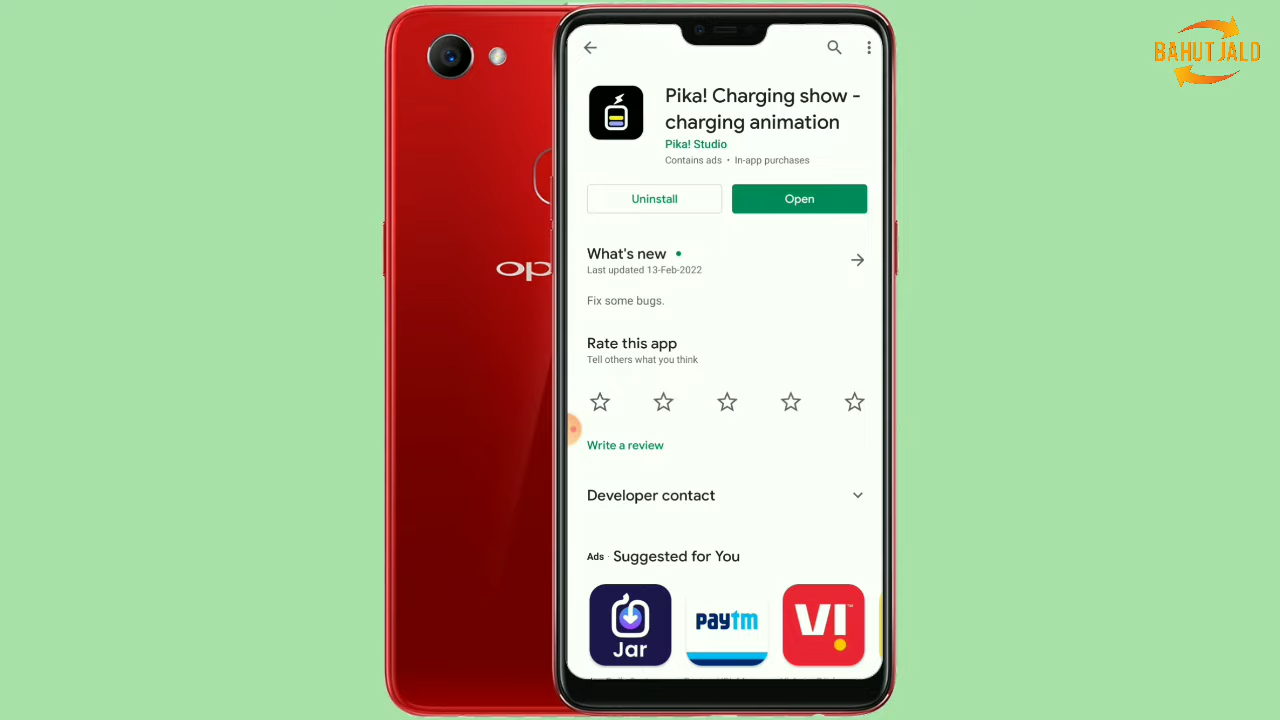 BAHUT JALD
Pika! Charging show -
charging animation
Pika! Studio
Contains ads • In-app purchases
Uninstall
Open
What's new •
Last updated 13-Feb-2022
Fix some bugs.
Rate this app
Tell others what you think
Write a review
Developer contact
Ads · Suggested for You
Jar
paytm
VI™
op